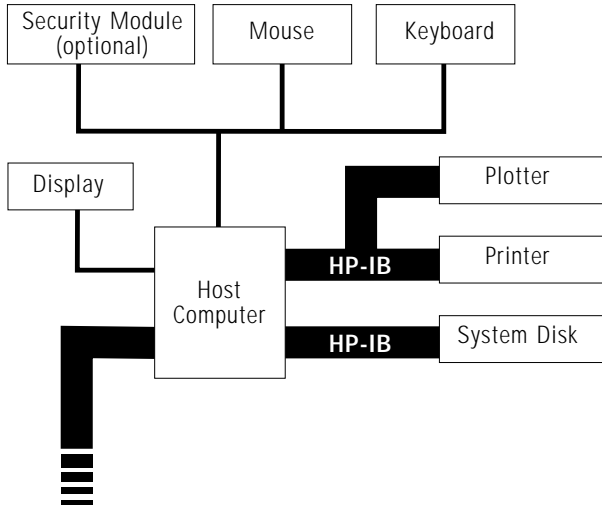 Security Module
(optional)
Mouse
Keyboard
Display
Plotter
HP-IB
Printer
Host
Computer
HP-IB
System Disk